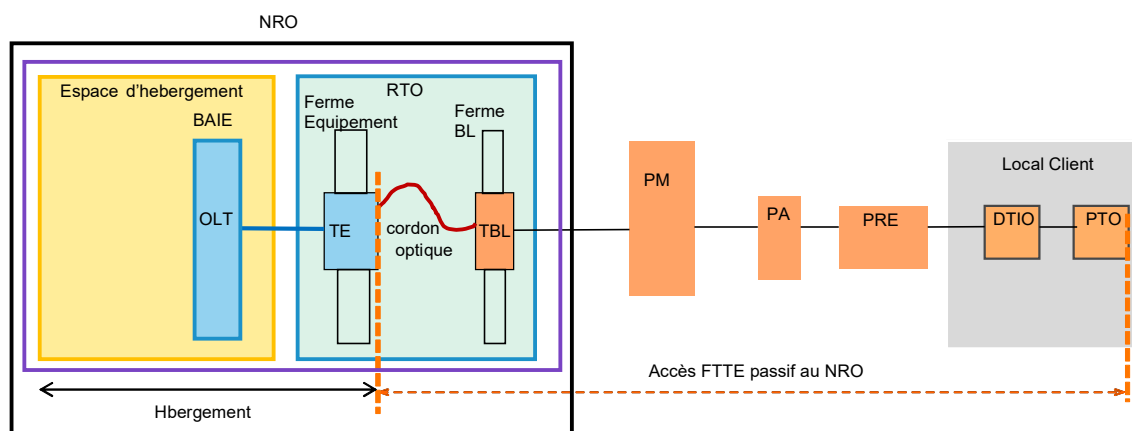 NRO
Espace d'hebergement
BAIE
OLT
RTO
Ferme
Equipement
Ferme
BL
TE
cordon
optique
TBL
PM
PA
PRE
Local Client
DTIO
PTO
Hbergement
Accès FTTE passif au NRO